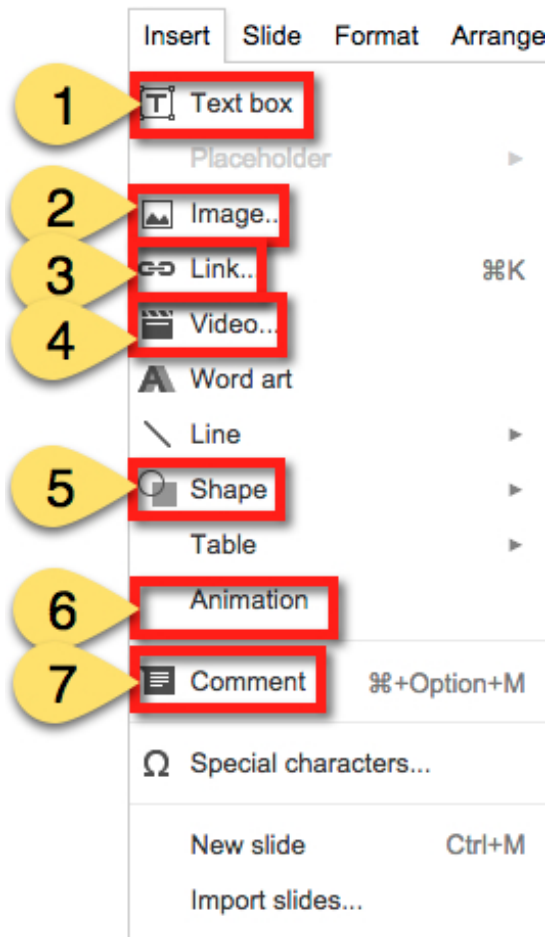 Insert Slide Format Arrange
1 Text box
Placeholder
2 Image...
3 Link... ⌘K
4 Video...
Word art
Line
5 Shape
Table
6 Animation
7 Comment ⌘+Option+M
Special characters...
New slide Ctrl+M
Import slides...